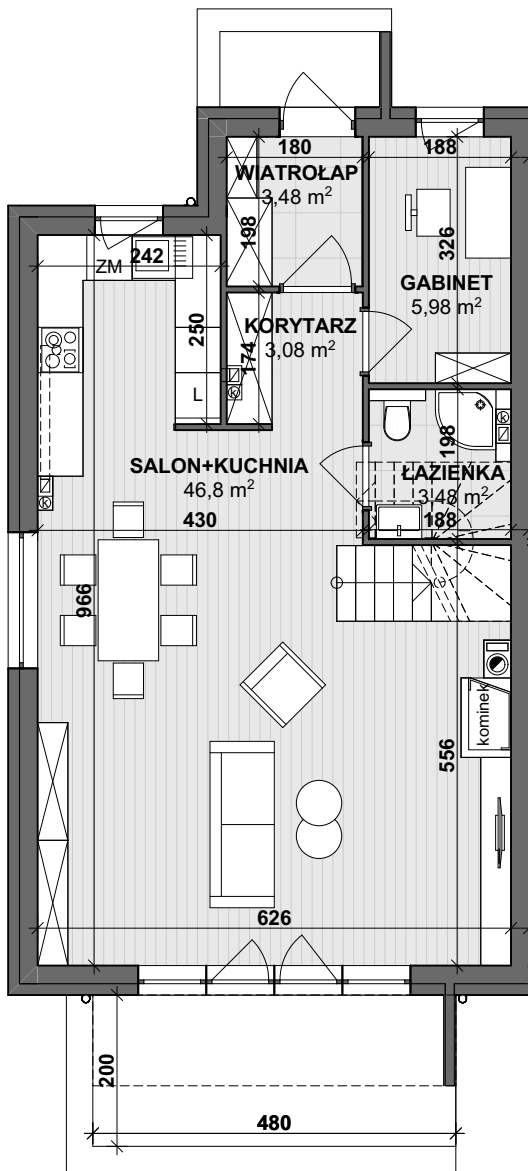 180
188
WIATROŁAP
3,48 m²
198
326
242
ZM
GABINET
5,98 m²
250
KORYTARZ
3,08 m²
174
L
k
k
198
SALON+KUCHNIA
46,8 m²
ŁAZIENKA
3,48 m²
k
430
188
966
kominek
556
626
200
480